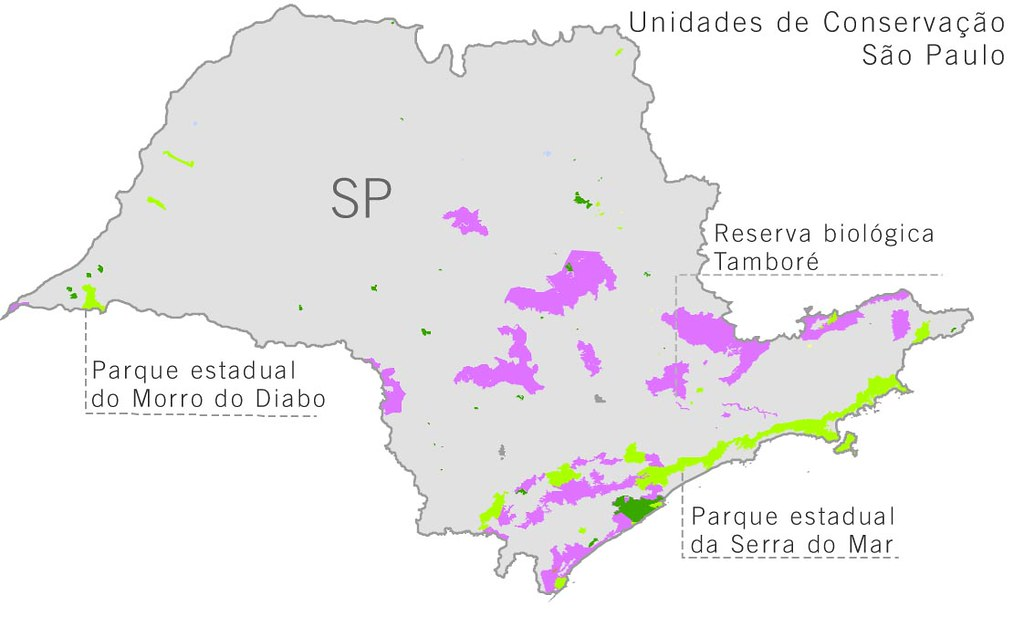 Unidades de Conservação
São Paulo
SP
Reserva biológica
Tamboré
Parque estadual
do Morro do Diabo
Parque estadual
da Serra do Mar